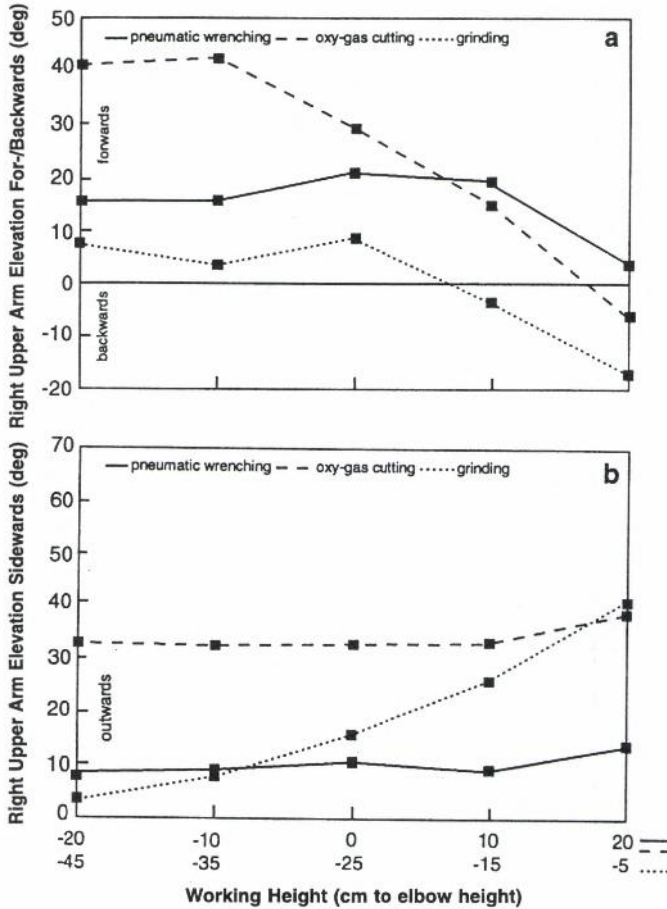 Right Upper Arm Elevation For-/Backwards (deg)
50
40
30
20
10
0
-10
-20
pneumatic wrenching oxy-gas cutting grinding
a
forwards
backwards
Right Upper Arm Elevation Sidewards (deg)
70
60
50
40
30
20
10
0
pneumatic wrenching oxy-gas cutting grinding
b
outwards
-20 -10 0 10 20
-45 -35 -25 -15 -5
Working Height (cm to elbow height)